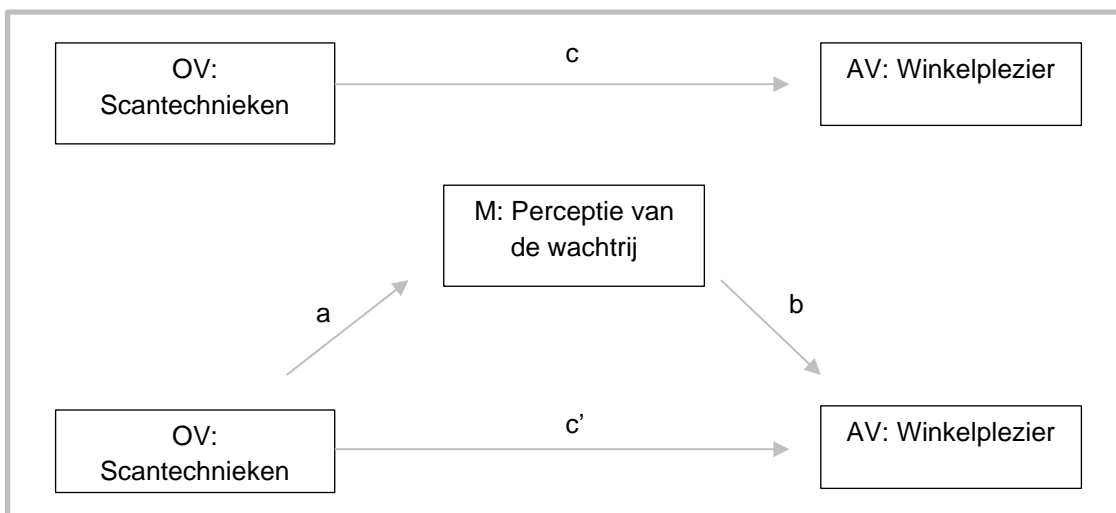 OV:
Scantechnieken
c
AV: Winkelplezier
M: Perceptie van
de wachtrij
a
b
OV:
Scantechnieken
c’
AV: Winkelplezier